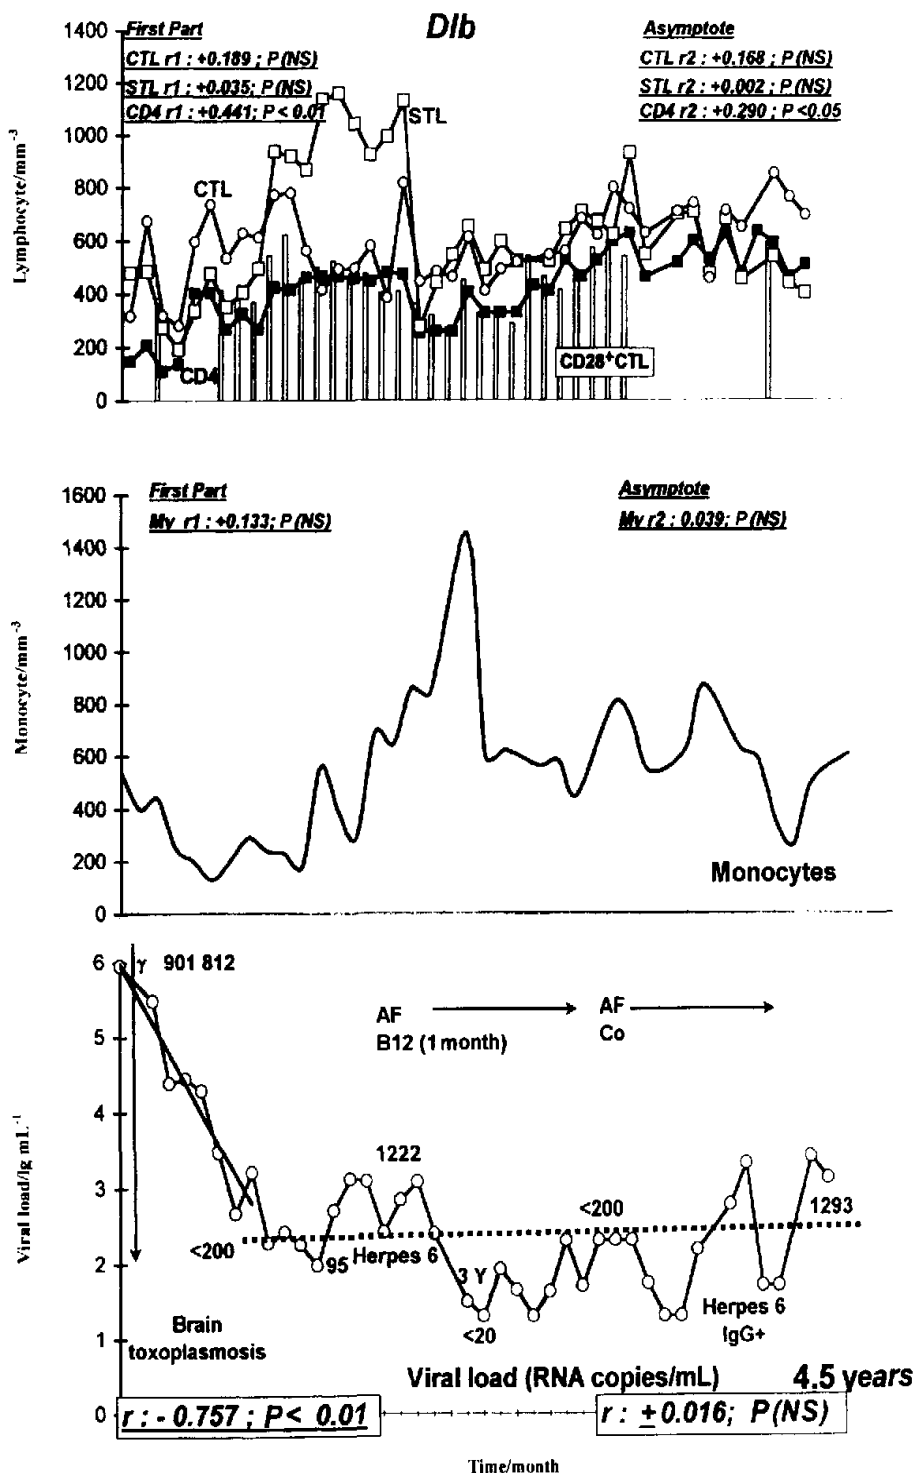 Dlb
First Part
CTL r1 : +0.189 ; P(NS)
STL r1 : +0.035; P(NS)
CD4 r1 : +0.441; P < 0.01
Asymptote
CTL r2 : +0.168 ; P(NS)
STL r2 : +0.002 ; P(NS)
CD4 r2 : +0.290 ; P <0.05
Lymphocyte/mm⁻³
1400
1200
1000
800
600
400
200
0
STL
CTL
CD4
CD28⁺CTL
First Part
Mv r1 : +0.133; P(NS)
Asymptote
Mv r2 : 0.039; P(NS)
Monocyte/mm⁻³
1600
1400
1200
1000
800
600
400
200
0
Monocytes
Viral load/lg mL⁻¹
6
5
4
3
2
1
0
γ 901 812
AF
B12 (1 month)
AF
Co
1222
<200
<200
95
Herpes 6
3 Y
<20
1293
Herpes 6
IgG+
Brain
toxoplasmosis
Viral load (RNA copies/mL)
4.5 years
r : - 0.757 ; P< 0.01
r : ±0.016; P(NS)
Time/month